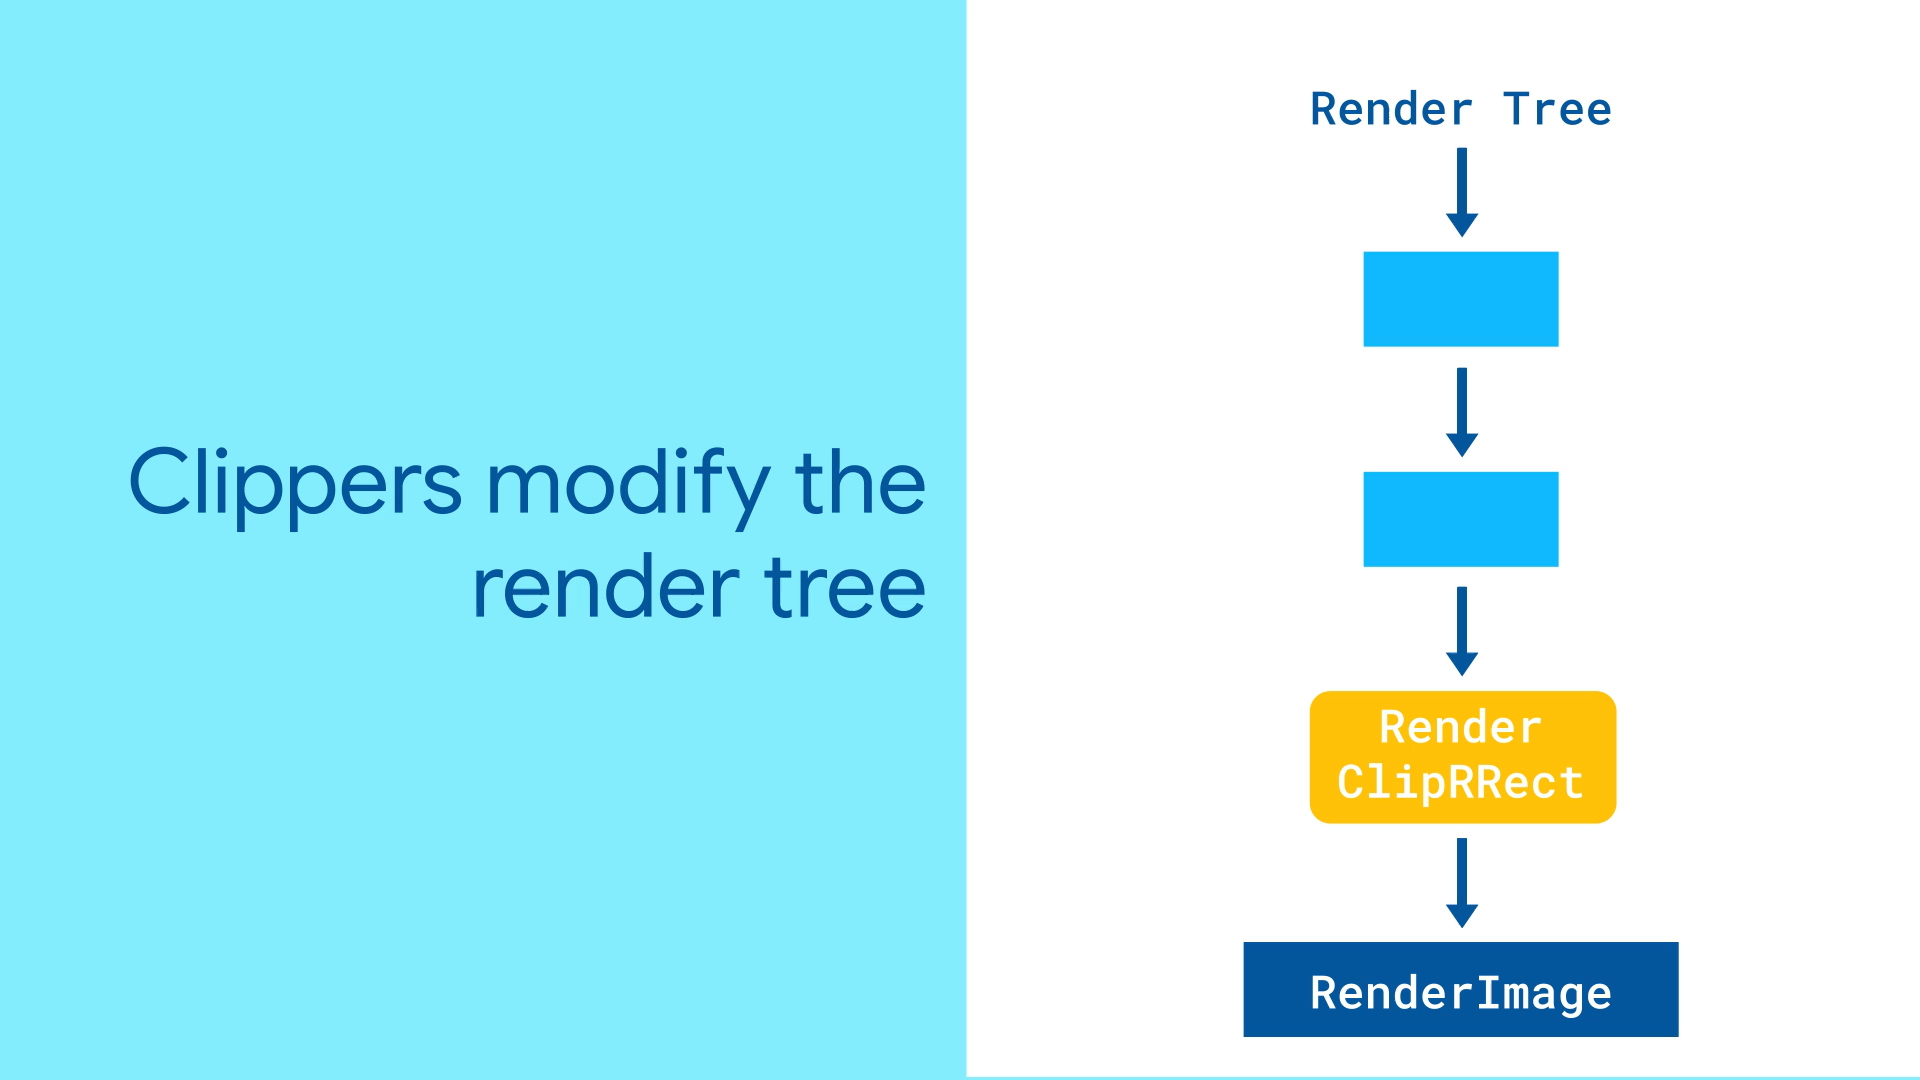 Clippers modify the
render tree
Render Tree
Render
ClipRRect
RenderImage